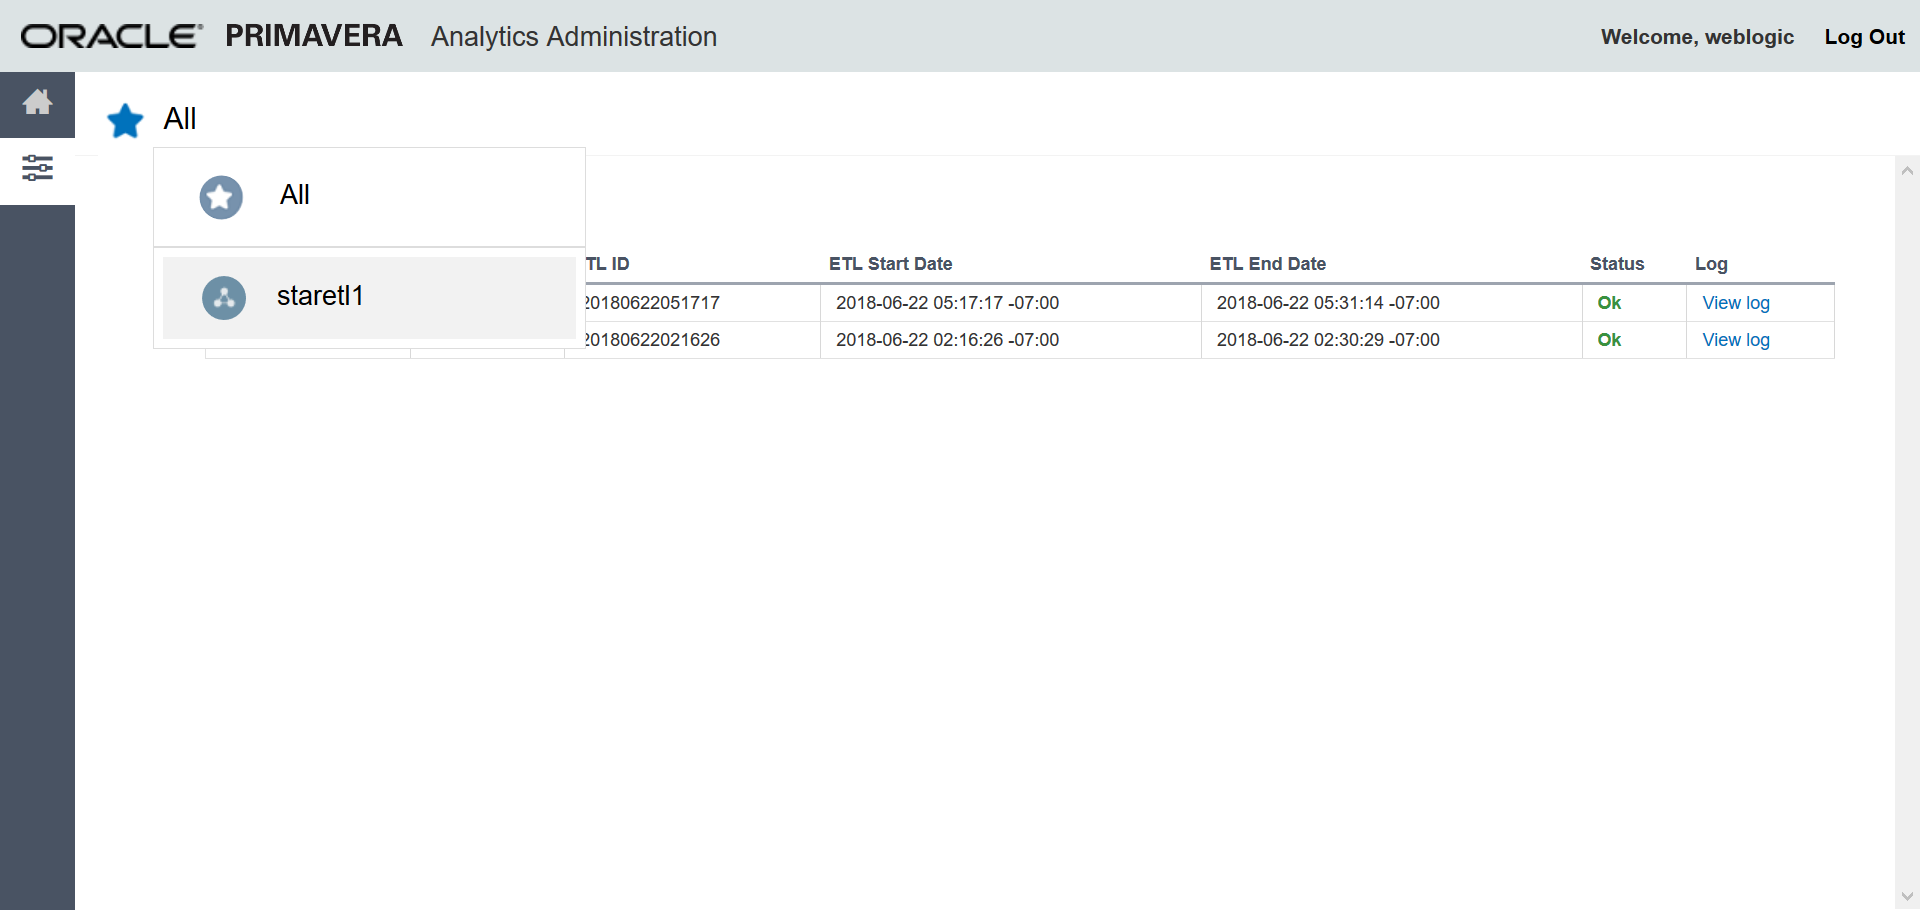 ORACLE® PRIMAVERA Analytics Administration Welcome, weblogic Log Out
All
All
staretl1
TL ID ETL Start Date ETL End Date Status Log
20180622051717 2018-06-22 05:17:17 -07:00 2018-06-22 05:31:14 -07:00 Ok View log
20180622021626 2018-06-22 02:16:26 -07:00 2018-06-22 02:30:29 -07:00 Ok View log